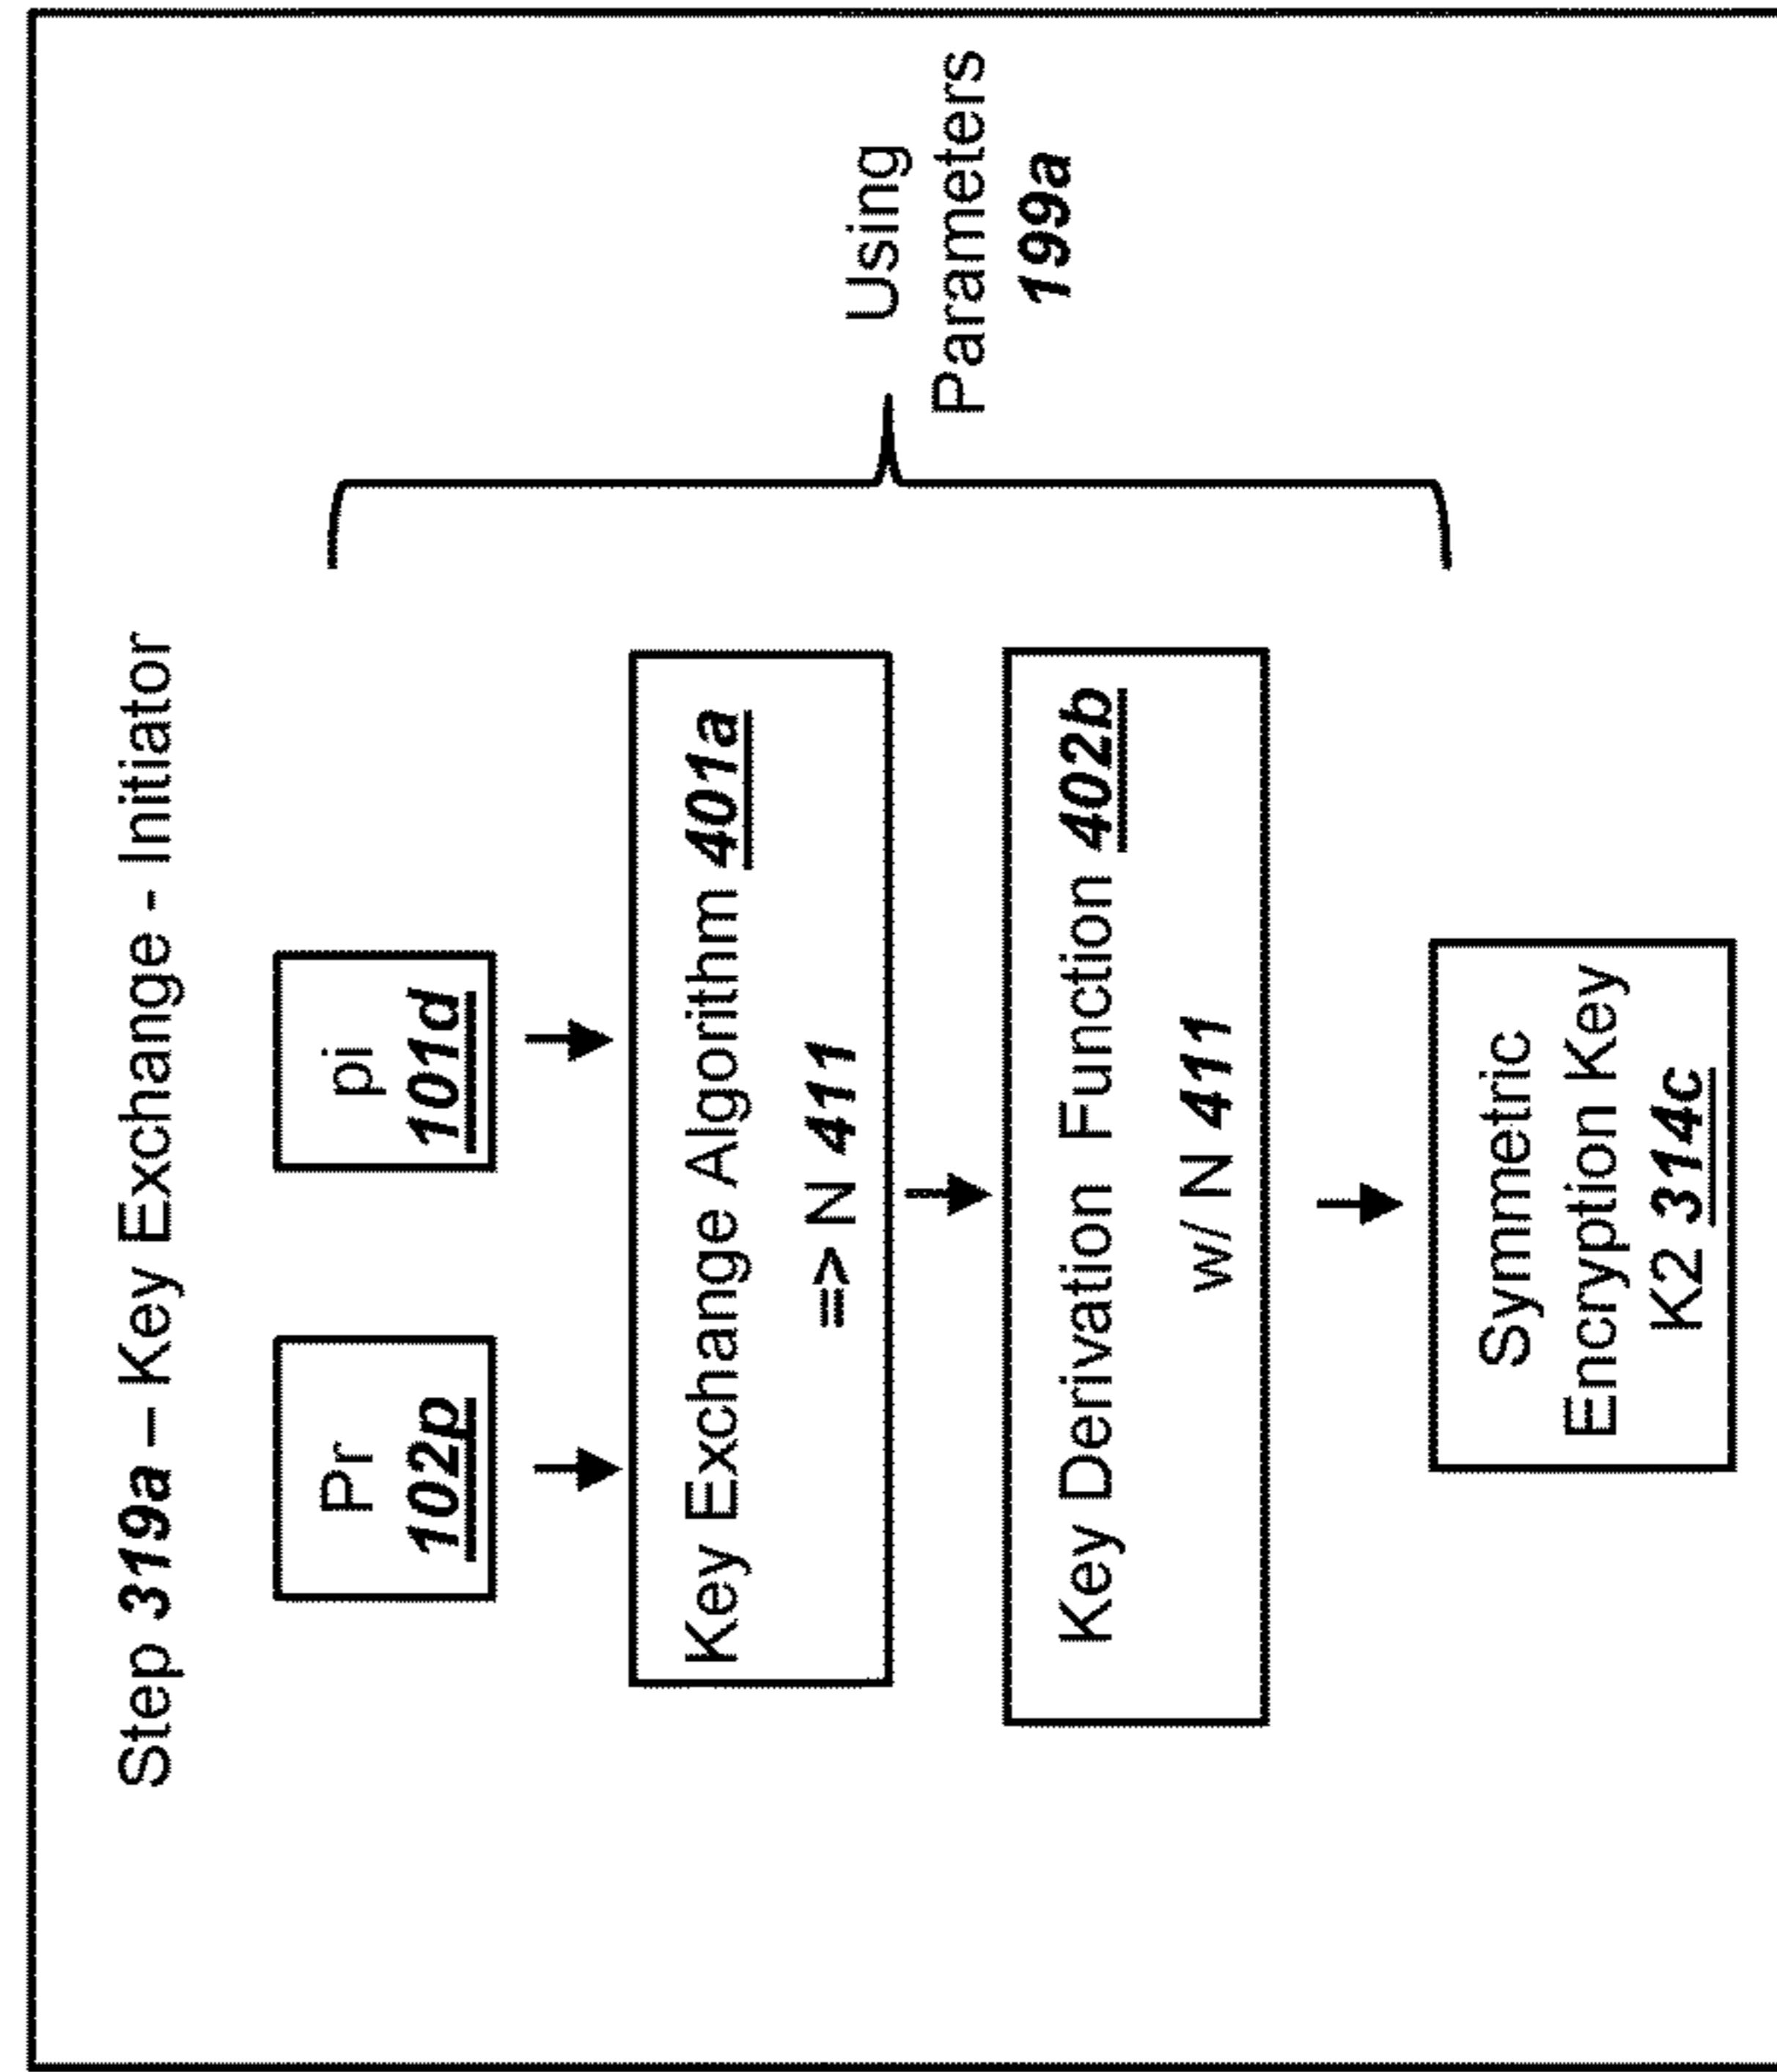 Step 319a – Key Exchange - Initiator
Pr
102p
pi
101d
Key Exchange Algorithm 401a
=> N 411
Key Derivation Function 402b
w/ N 411
Symmetric
Encryption Key
K2 314c
Using
Parameters
199a